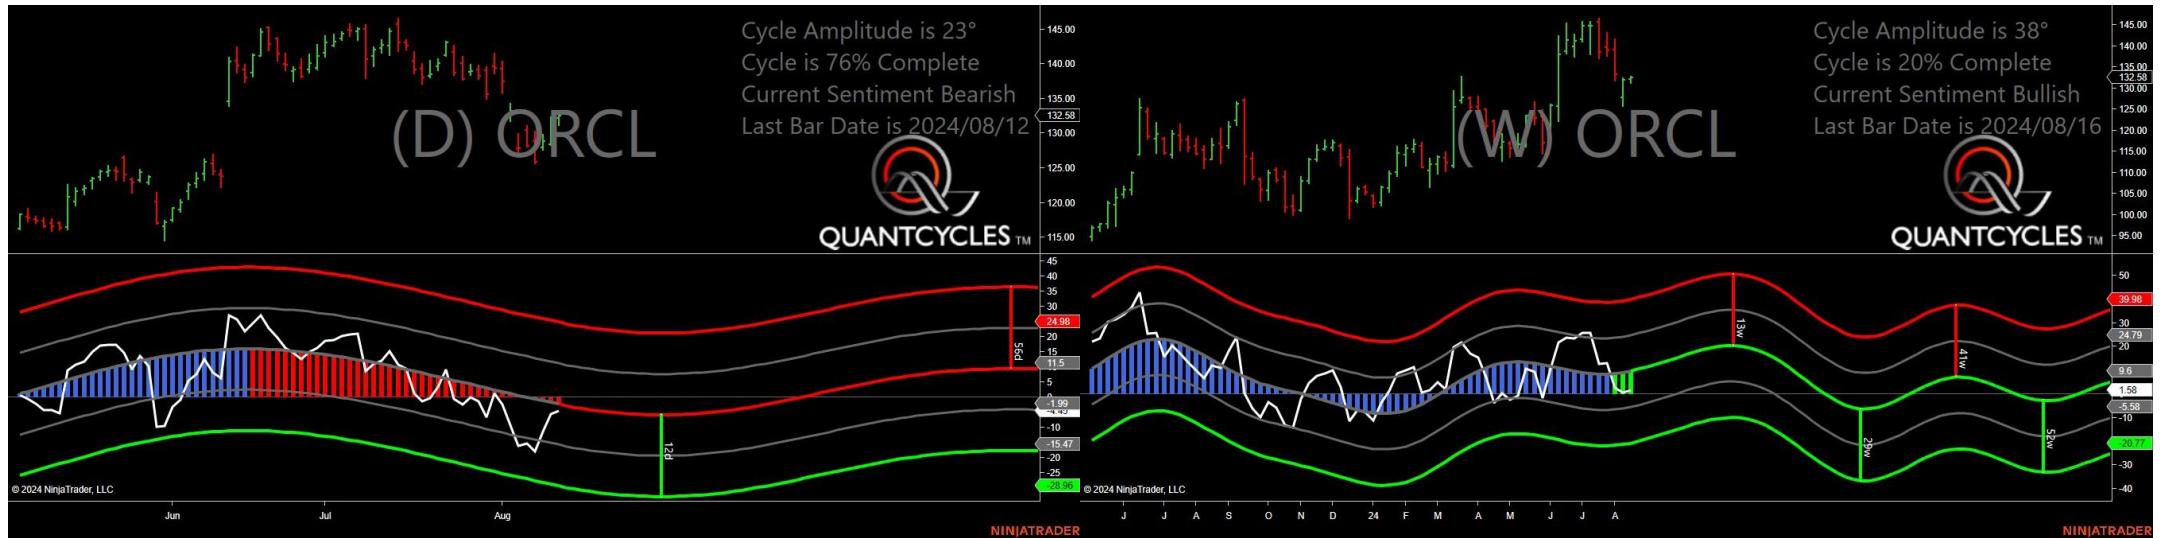 Cycle Amplitude is 23°
Cycle is 76% Complete
Current Sentiment Bearish
Last Bar Date is 2024/08/12
(D) ORCL
QUANTCYCLES TM
145.00
140.00
135.00
132.58
130.00
125.00
120.00
115.00
45
40
35
30
24.98
20
15
11.5
5
0
-1.99
-10
-15.47
-20
-25
-28.96
56d
12d
© 2024 NinjaTrader, LLC
Jun
Jul
Aug
NINJATRADER
Cycle Amplitude is 38°
Cycle is 20% Complete
Current Sentiment Bullish
Last Bar Date is 2024/08/16
(W) ORCL
QUANTCYCLES TM
145.00
140.00
135.00
132.58
130.00
125.00
120.00
115.00
110.00
105.00
100.00
95.00
50
39.98
30
24.79
20
9.6
1.58
-5.58
-10
-20.77
-30
-40
13w
41w
29w
52w
© 2024 NinjaTrader, LLC
J J A S O N D 24 F M A M J J A
NINJATRADER